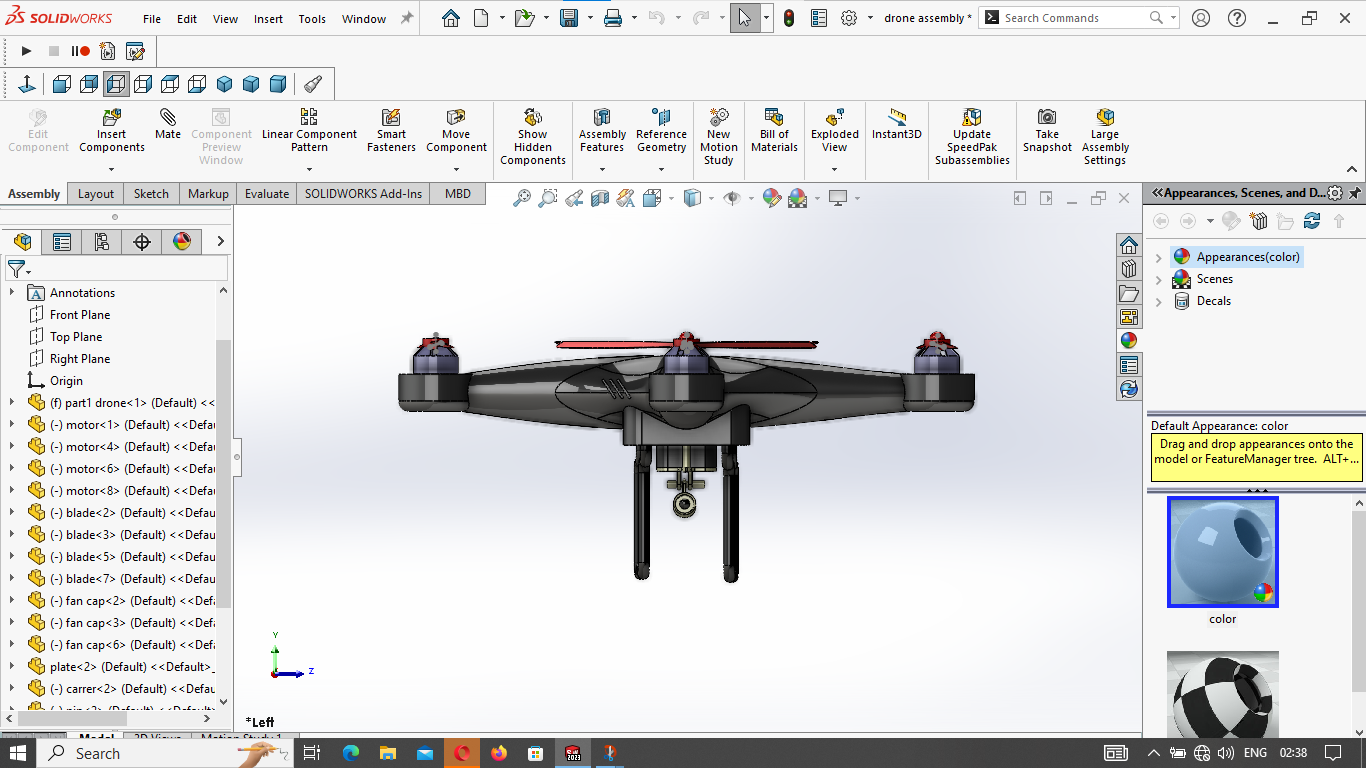 SOLIDWORKS File Edit View Insert Tools Window drone assembly * Search Commands
Edit Component
Insert Components
Mate
Component Preview Window
Linear Component Pattern
Smart Fasteners
Move Component
Show Hidden Components
Assembly Features
Reference Geometry
New Motion Study
Bill of Materials
Exploded View
Instant3D
Update SpeedPak Subassemblies
Take Snapshot
Large Assembly Settings
Assembly Layout Sketch Markup Evaluate SOLIDWORKS Add-Ins MBD
Annotations
Front Plane
Top Plane
Right Plane
Origin
(f) part1 drone<1> (Default) <<
(-) motor<1> (Default) <<Defau
(-) motor<4> (Default) <<Defau
(-) motor<6> (Default) <<Defau
(-) motor<8> (Default) <<Defau
(-) blade<2> (Default) <<Defau
(-) blade<3> (Default) <<Defau
(-) blade<5> (Default) <<Defau
(-) blade<7> (Default) <<Defau
(-) fan cap<2> (Default) <<Defa
(-) fan cap<3> (Default) <<Defa
(-) fan cap<6> (Default) <<Defa
plate<2> (Default) <<Default>_
(-) carrer<2> (Default) <<Defau
Y
Z
*Left
Model 3D Views Motion Study 1
Appearances, Scenes, and D...
Appearances(color)
Scenes
Decals
Default Appearance: color
Drag and drop appearances onto the
model or FeatureManager tree. ALT+...
color
Search
2023
ENG 02:38